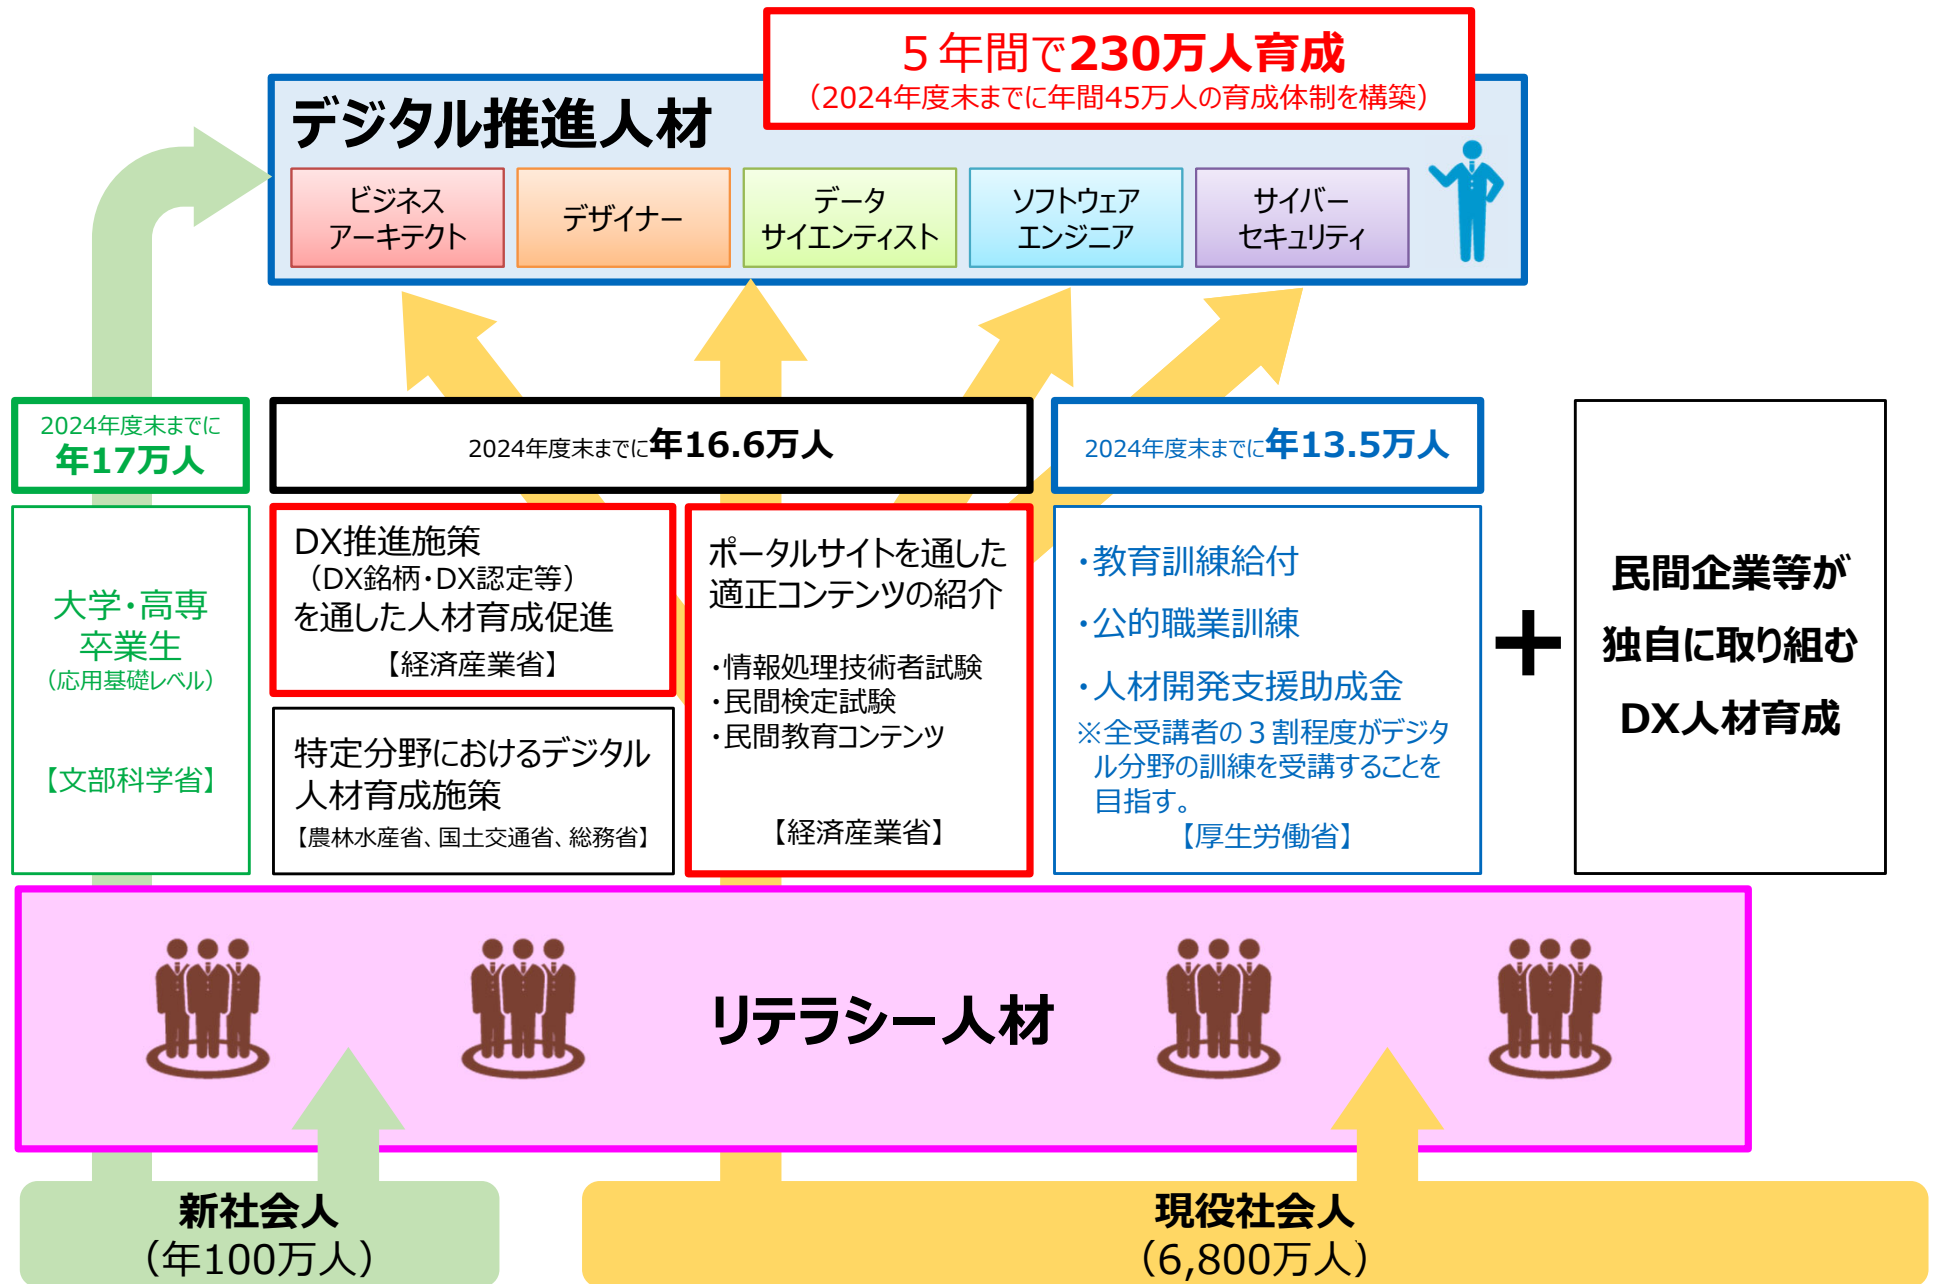 ５年間で230万人育成
（2024年度末までに年間45万人の育成体制を構築）
デジタル推進人材
ビジネス
アーキテクト
デザイナー
データ
サイエンティスト
ソフトウェア
エンジニア
サイバー
セキュリティ
2024年度末までに
年17万人
2024年度末までに年16.6万人
2024年度末までに年13.5万人
大学・高専
卒業生
（応用基礎レベル）
【文部科学省】
DX推進施策
（DX銘柄・DX認定等）
を通した人材育成促進
【経済産業省】
特定分野におけるデジタル
人材育成施策
【農林水産省、国土交通省、総務省】
ポータルサイトを通した
適正コンテンツの紹介
・情報処理技術者試験
・民間検定試験
・民間教育コンテンツ
【経済産業省】
・教育訓練給付
・公的職業訓練
・人材開発支援助成金
※全受講者の３割程度がデジタ
ル分野の訓練を受講することを
目指す。
【厚生労働省】
＋
民間企業等が
独自に取り組む
DX人材育成
リテラシー人材
新社会人
（年100万人）
現役社会人
（6,800万人）